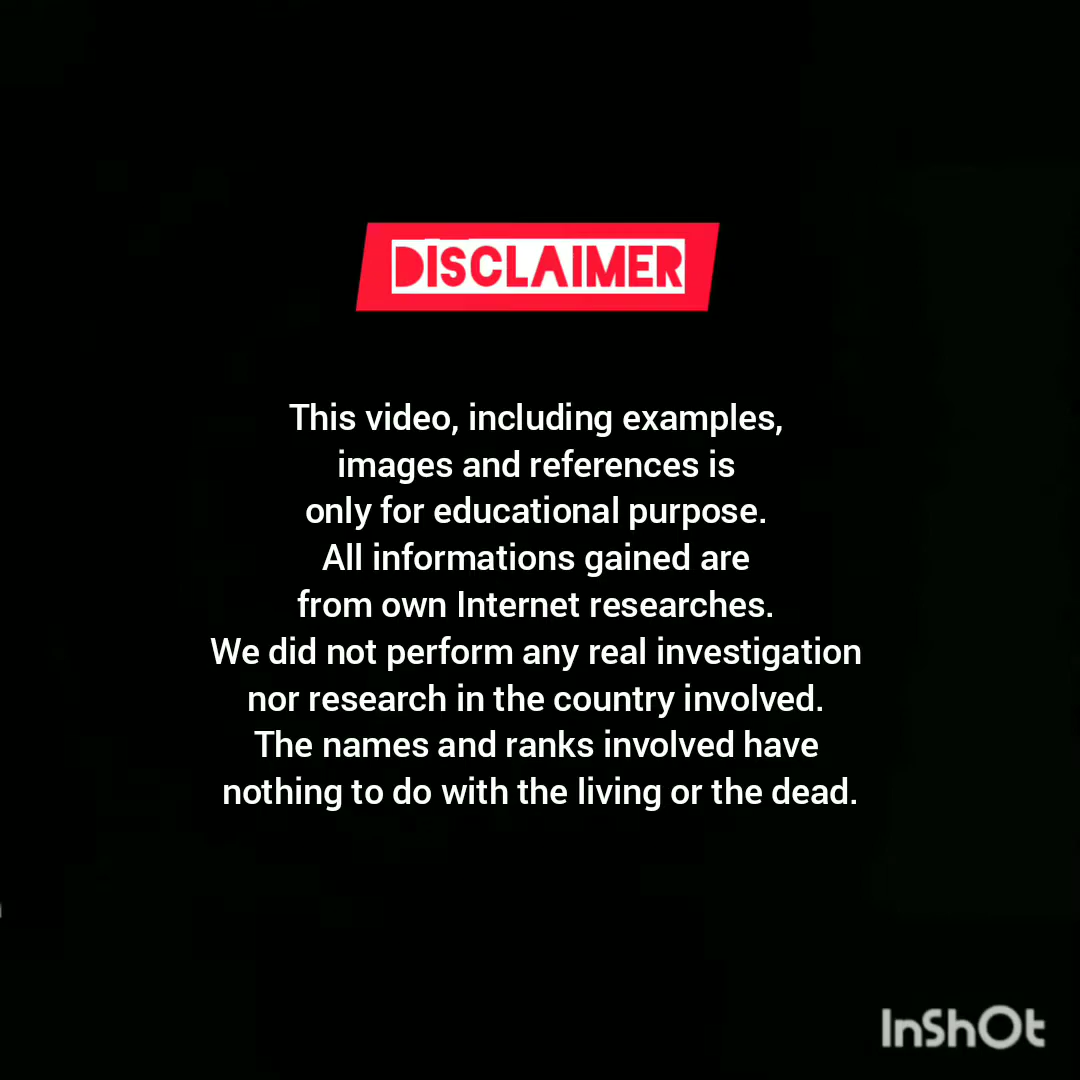 DISCLAIMER
This video, including examples,
images and references is
only for educational purpose.
All informations gained are
from own Internet researches.
We did not perform any real investigation
nor research in the country involved.
The names and ranks involved have
nothing to do with the living or the dead.
InShOt